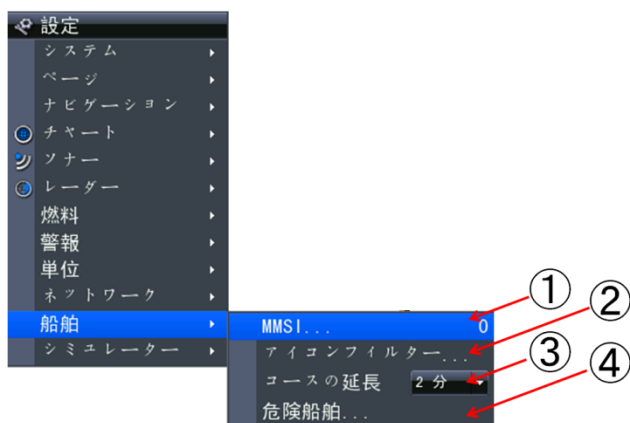 設定
システム
ページ
ナビゲーション
チャート
ソナー
レーダー
燃料
警報
単位
ネットワーク
船舶
シミュレーター
MMSI... 0
アイコンフィルター...
コースの延長 2 分
危険船舶...
①
②
③
④